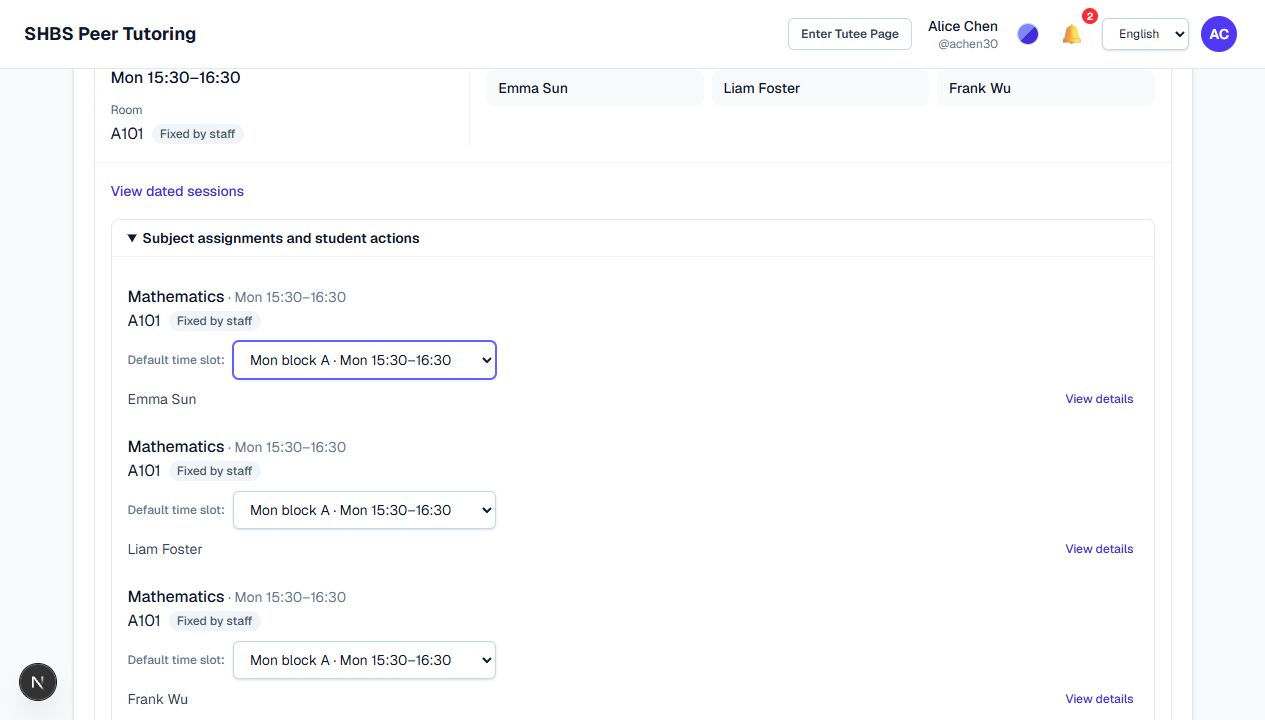 SHBS Peer Tutoring
Enter Tutee Page
Alice Chen
@achen30
2
English
AC
Mon 15:30–16:30
Room
A101 Fixed by staff
Emma Sun
Liam Foster
Frank Wu
View dated sessions
Subject assignments and student actions
Mathematics · Mon 15:30–16:30
A101 Fixed by staff
Default time slot: Mon block A · Mon 15:30–16:30
Emma Sun View details
Mathematics · Mon 15:30–16:30
A101 Fixed by staff
Default time slot: Mon block A · Mon 15:30–16:30
Liam Foster View details
Mathematics · Mon 15:30–16:30
A101 Fixed by staff
Default time slot: Mon block A · Mon 15:30–16:30
Frank Wu View details
N